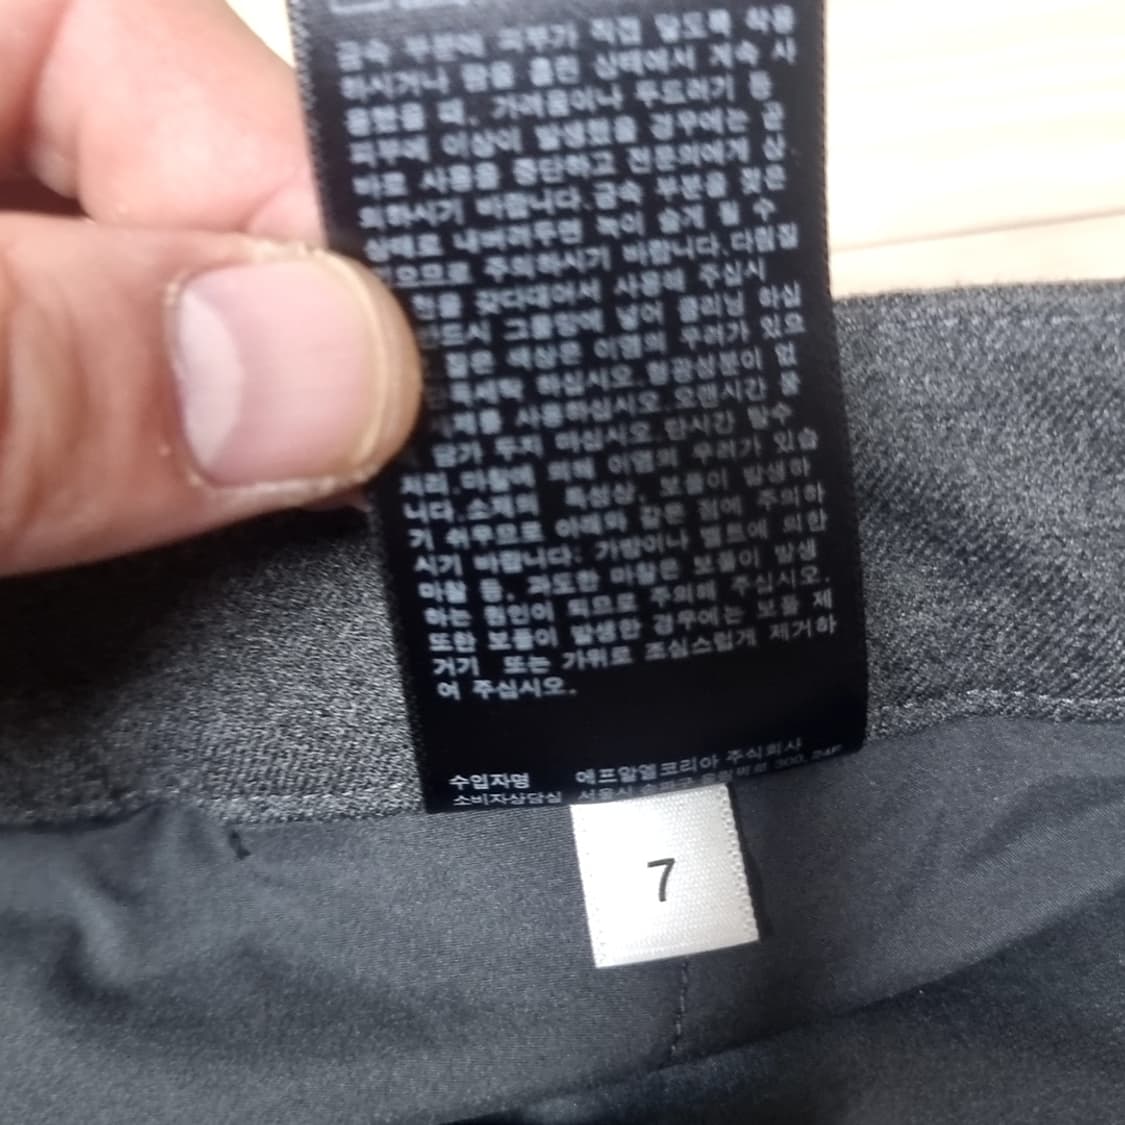 금속 부분에 피부가 직접 닿도록 착용
하시거나 땀을 흘린 상태에서 계속 사
용했을 때, 가려움이나 두드러기 등
피부에 이상이 발생했을 경우에는 곧
바로 사용을 중단하고 전문의에게 상
의하시기 바랍니다.금속 부분을 젖은
상태로 내버려두면 녹이 슬게 될 수
있으므로 주의하시기 바랍니다.다림질
천을 갖다대어서 사용해 주십시
반드시 그물망에 넣어 클리닝 하십
짙은 색상은 이염의 우려가 있으
세탁 하십시오.형광성분이 없
세제를 사용하십시오.오랜시간 물
담가 두지 마십시오.단시간 탈수
처리.마찰에 의해 이염의 우려가 있습
니다.소재의 특성상, 보풀이 발생하
기 쉬우므로 아래와 같은 점에 주의하
시기 바랍니다: 가방이나 벨트에 의한
마찰 등, 과도한 마찰은 보풀이 발생
하는 원인이 되므로 주의해 주십시오.
또한 보풀이 발생한 경우에는 보풀 제
거기 또는 가위로 조심스럽게 제거하
여 주십시오.
수입자명 에프알엘코리아 주식회사
소비자상담실 서울시 송파구 올림픽로 300, 24F
7